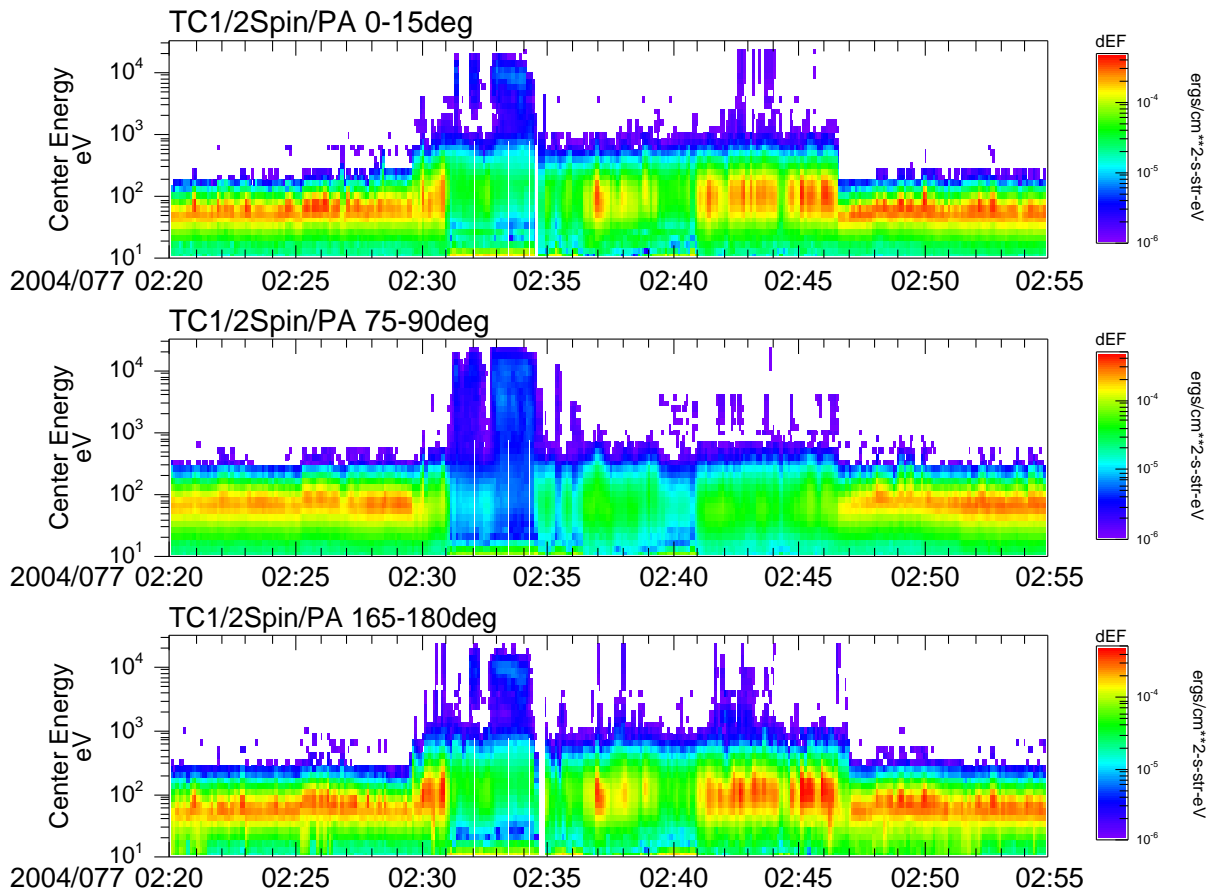 TC1/2Spin/PA 0-15deg
dEF
10^4
10^3
10^2
10^1
Center Energy
eV
10^-4
10^-5
10^-6
ergs/cm**2-s-str-eV
2004/077 02:20 02:25 02:30 02:35 02:40 02:45 02:50 02:55
TC1/2Spin/PA 75-90deg
dEF
10^4
10^3
10^2
10^1
Center Energy
eV
10^-4
10^-5
10^-6
ergs/cm**2-s-str-eV
2004/077 02:20 02:25 02:30 02:35 02:40 02:45 02:50 02:55
TC1/2Spin/PA 165-180deg
dEF
10^4
10^3
10^2
10^1
Center Energy
eV
10^-4
10^-5
10^-6
ergs/cm**2-s-str-eV
2004/077 02:20 02:25 02:30 02:35 02:40 02:45 02:50 02:55